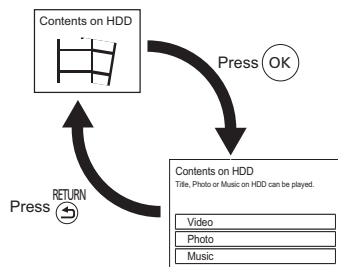 Contents on HDD
Press OK
Contents on HDD
Title, Photo or Music on HDD can be played.
Video
Photo
Music
RETURN
Press